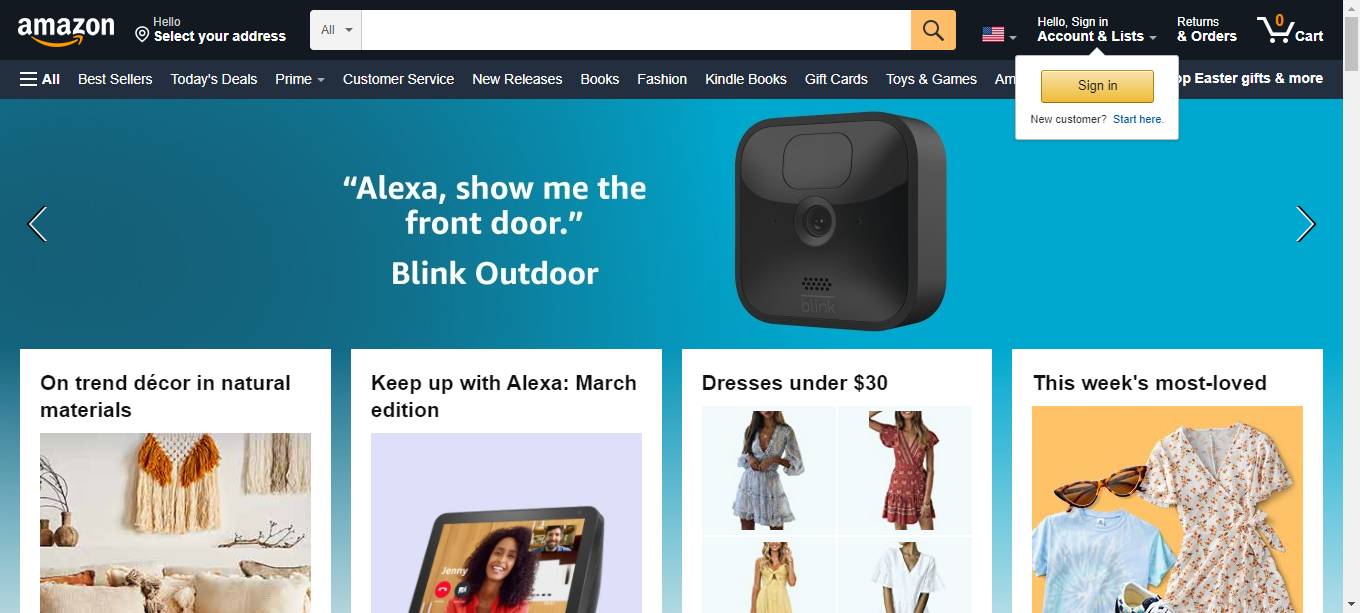 amazon
Hello
Select your address
All
Hello, Sign in
Account & Lists
Returns
& Orders
0
Cart
All
Best Sellers
Today's Deals
Prime
Customer Service
New Releases
Books
Fashion
Kindle Books
Gift Cards
Toys & Games
Am
op Easter gifts & more
Sign in
New customer? Start here.
“Alexa, show me the
front door.”
Blink Outdoor
blink
On trend décor in natural
materials
Keep up with Alexa: March
edition
Jenny
Dresses under $30
This week's most-loved